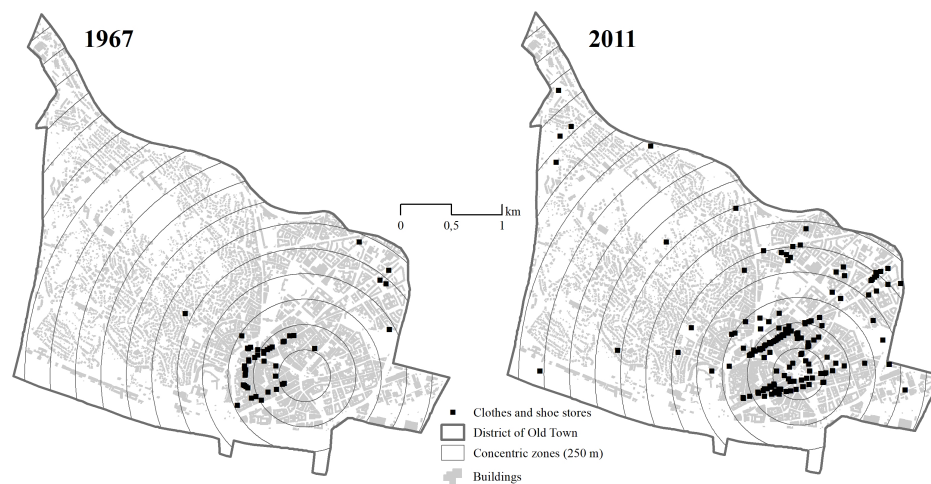 1967
2011
km
0 0,5 1
Clothes and shoe stores
District of Old Town
Concentric zones (250 m)
Buildings